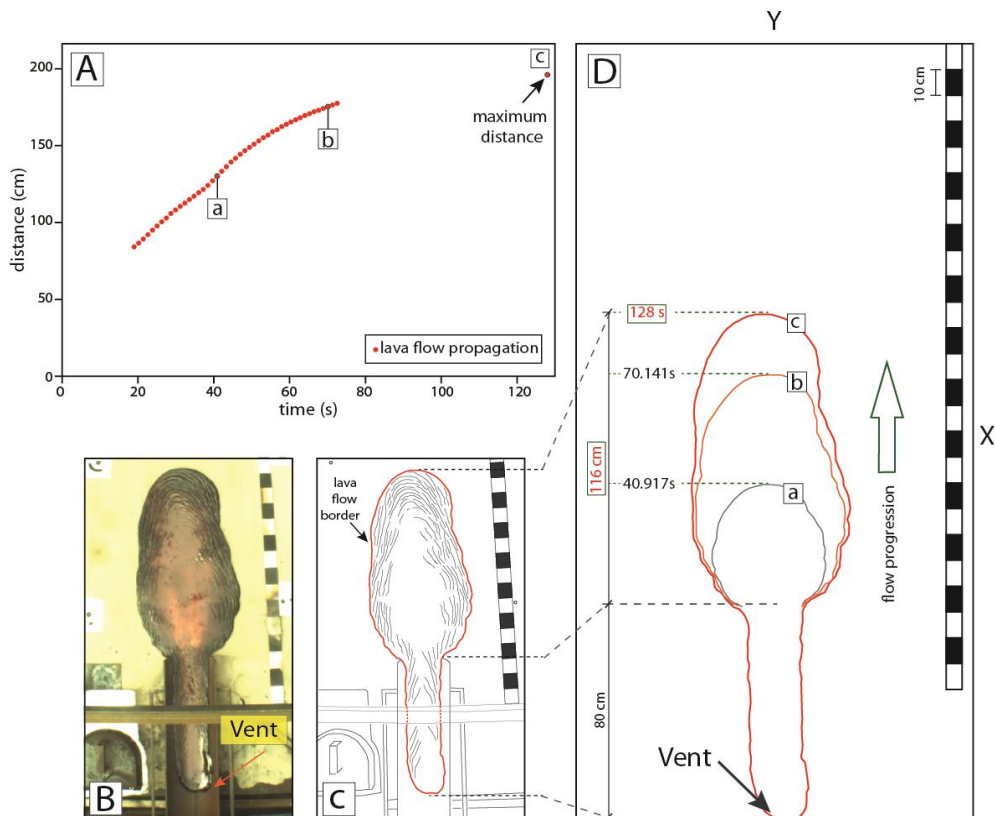 A
200
150
100
50
0
distance (cm)
c
maximum
distance
b
a
lava flow propagation
0
20
40
60
80
100
120
time (s)
B
Vent
c
lava
flow
border
Y
D
10 cm
X
128 s
c
70.141s
b
116 cm
40.917s
a
flow progression
80 cm
Vent